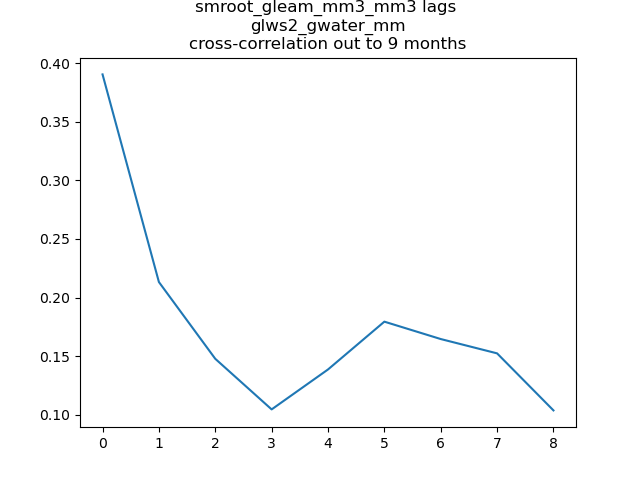 smroot_gleam_mm3_mm3 lags
glws2_gwater_mm
cross-correlation out to 9 months
0.40
0.35
0.30
0.25
0.20
0.15
0.10
0 1 2 3 4 5 6 7 8